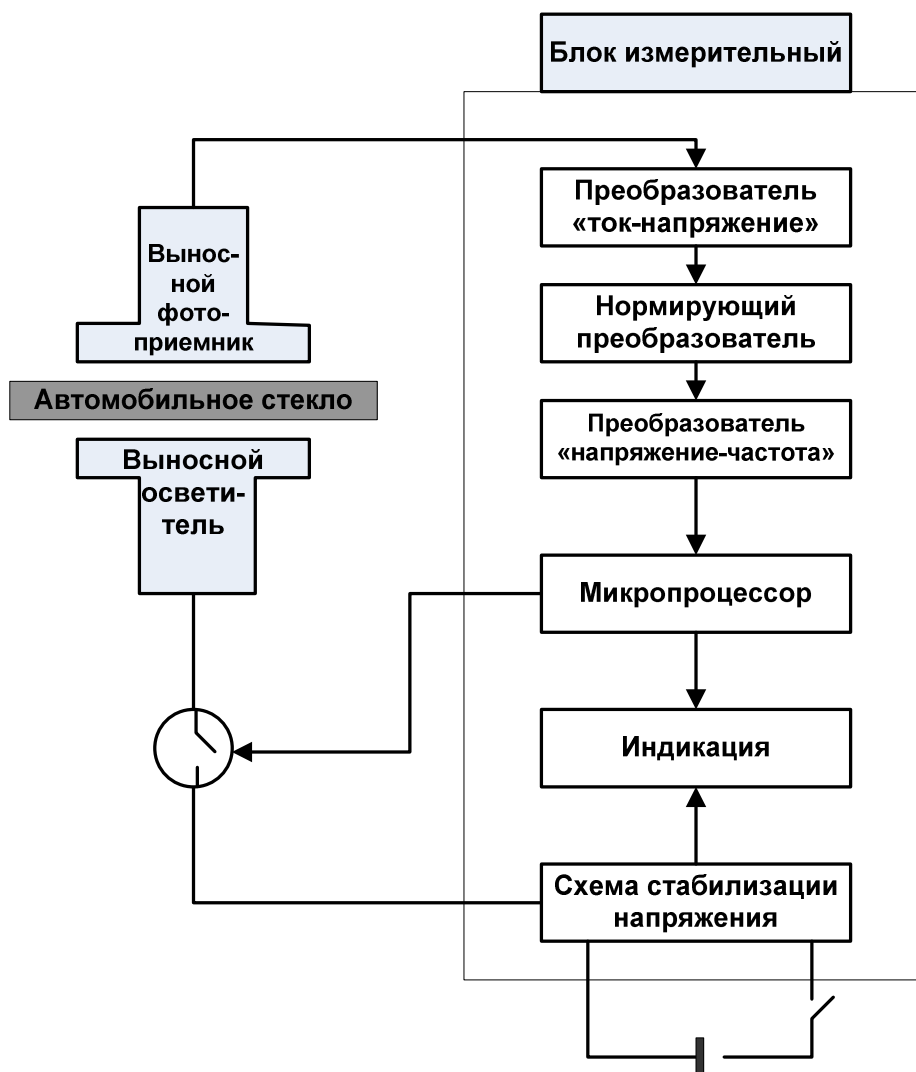 Блок измерительный
Преобразователь
«ток-напряжение»
Вынос-
ной
фото-
приемник
Нормирующий
преобразователь
Автомобильное стекло
Преобразователь
«напряжение-частота»
Выносной
освети-
тель
Микропроцессор
Индикация
Схема стабилизации
напряжения